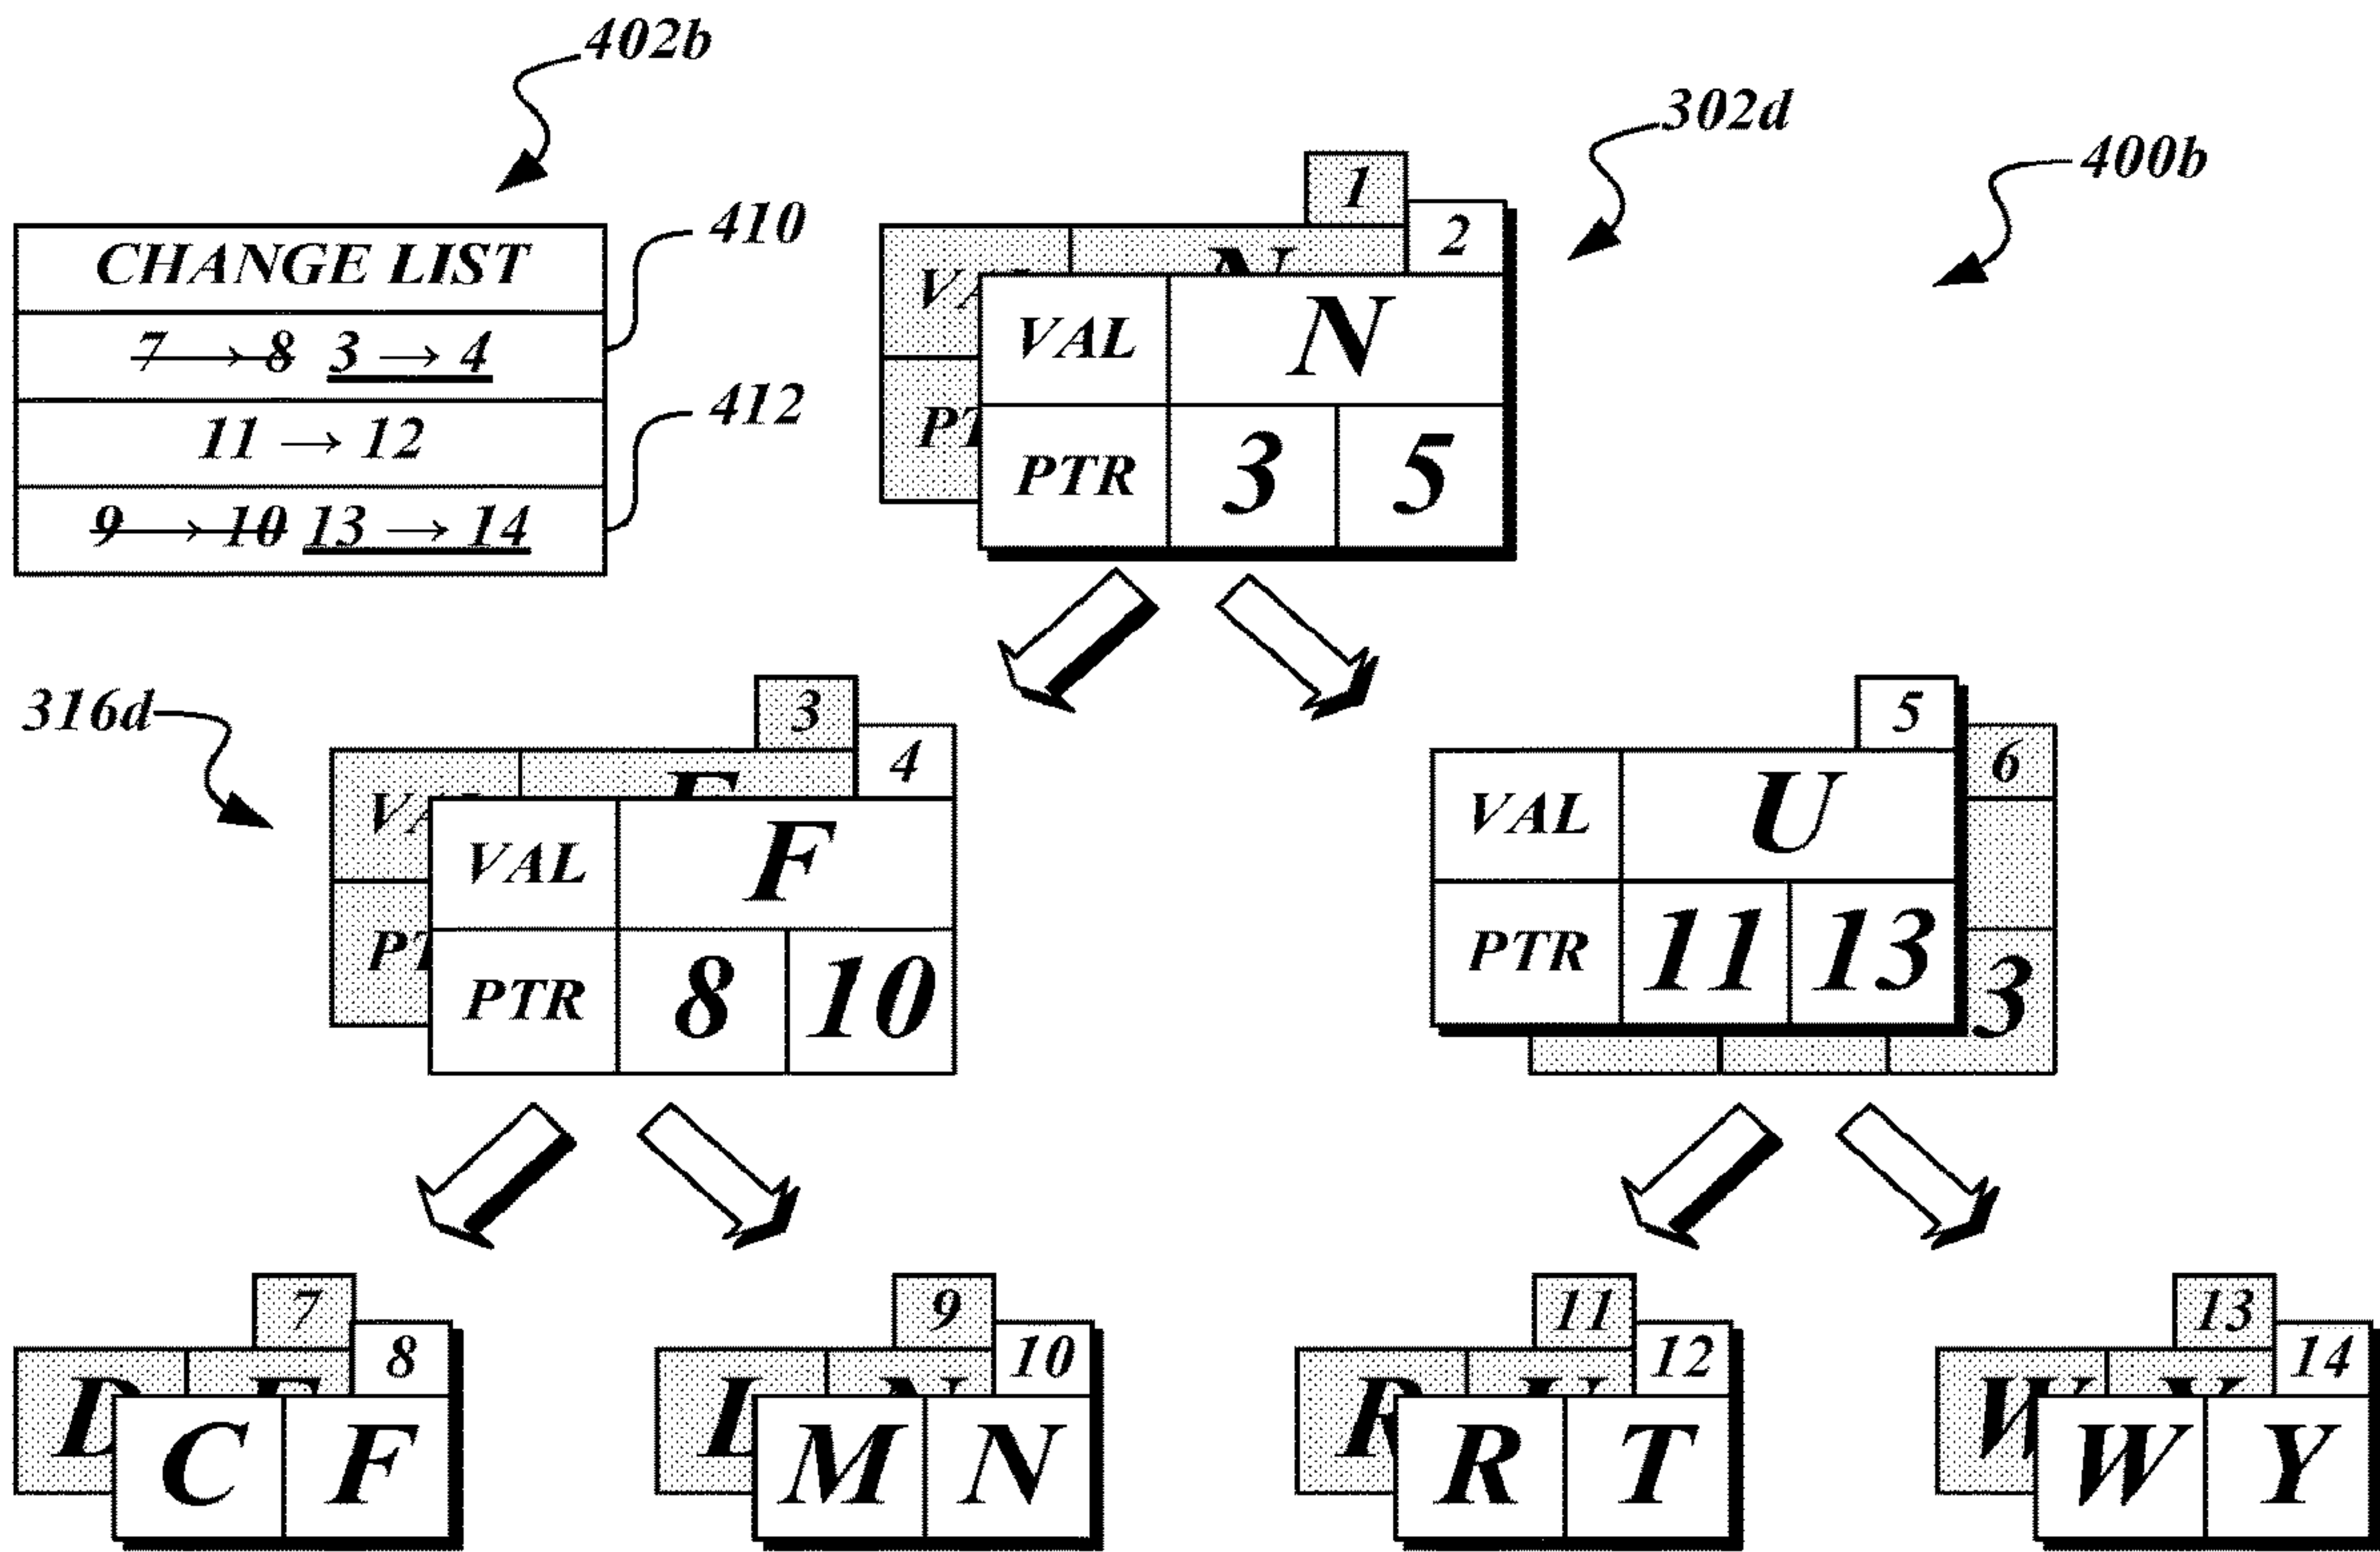 402b
302d
400b
410
412
CHANGE LIST
7 → 8 3 → 4
11 → 12
9 → 10 13 → 14
1
2
VAL N
PTR 3 5
316d
3
4
VAL F
PTR 8 10
5
6
VAL U
PTR 11 13
3
7
8
C F
9
10
M N
11
12
R T
13
14
W Y